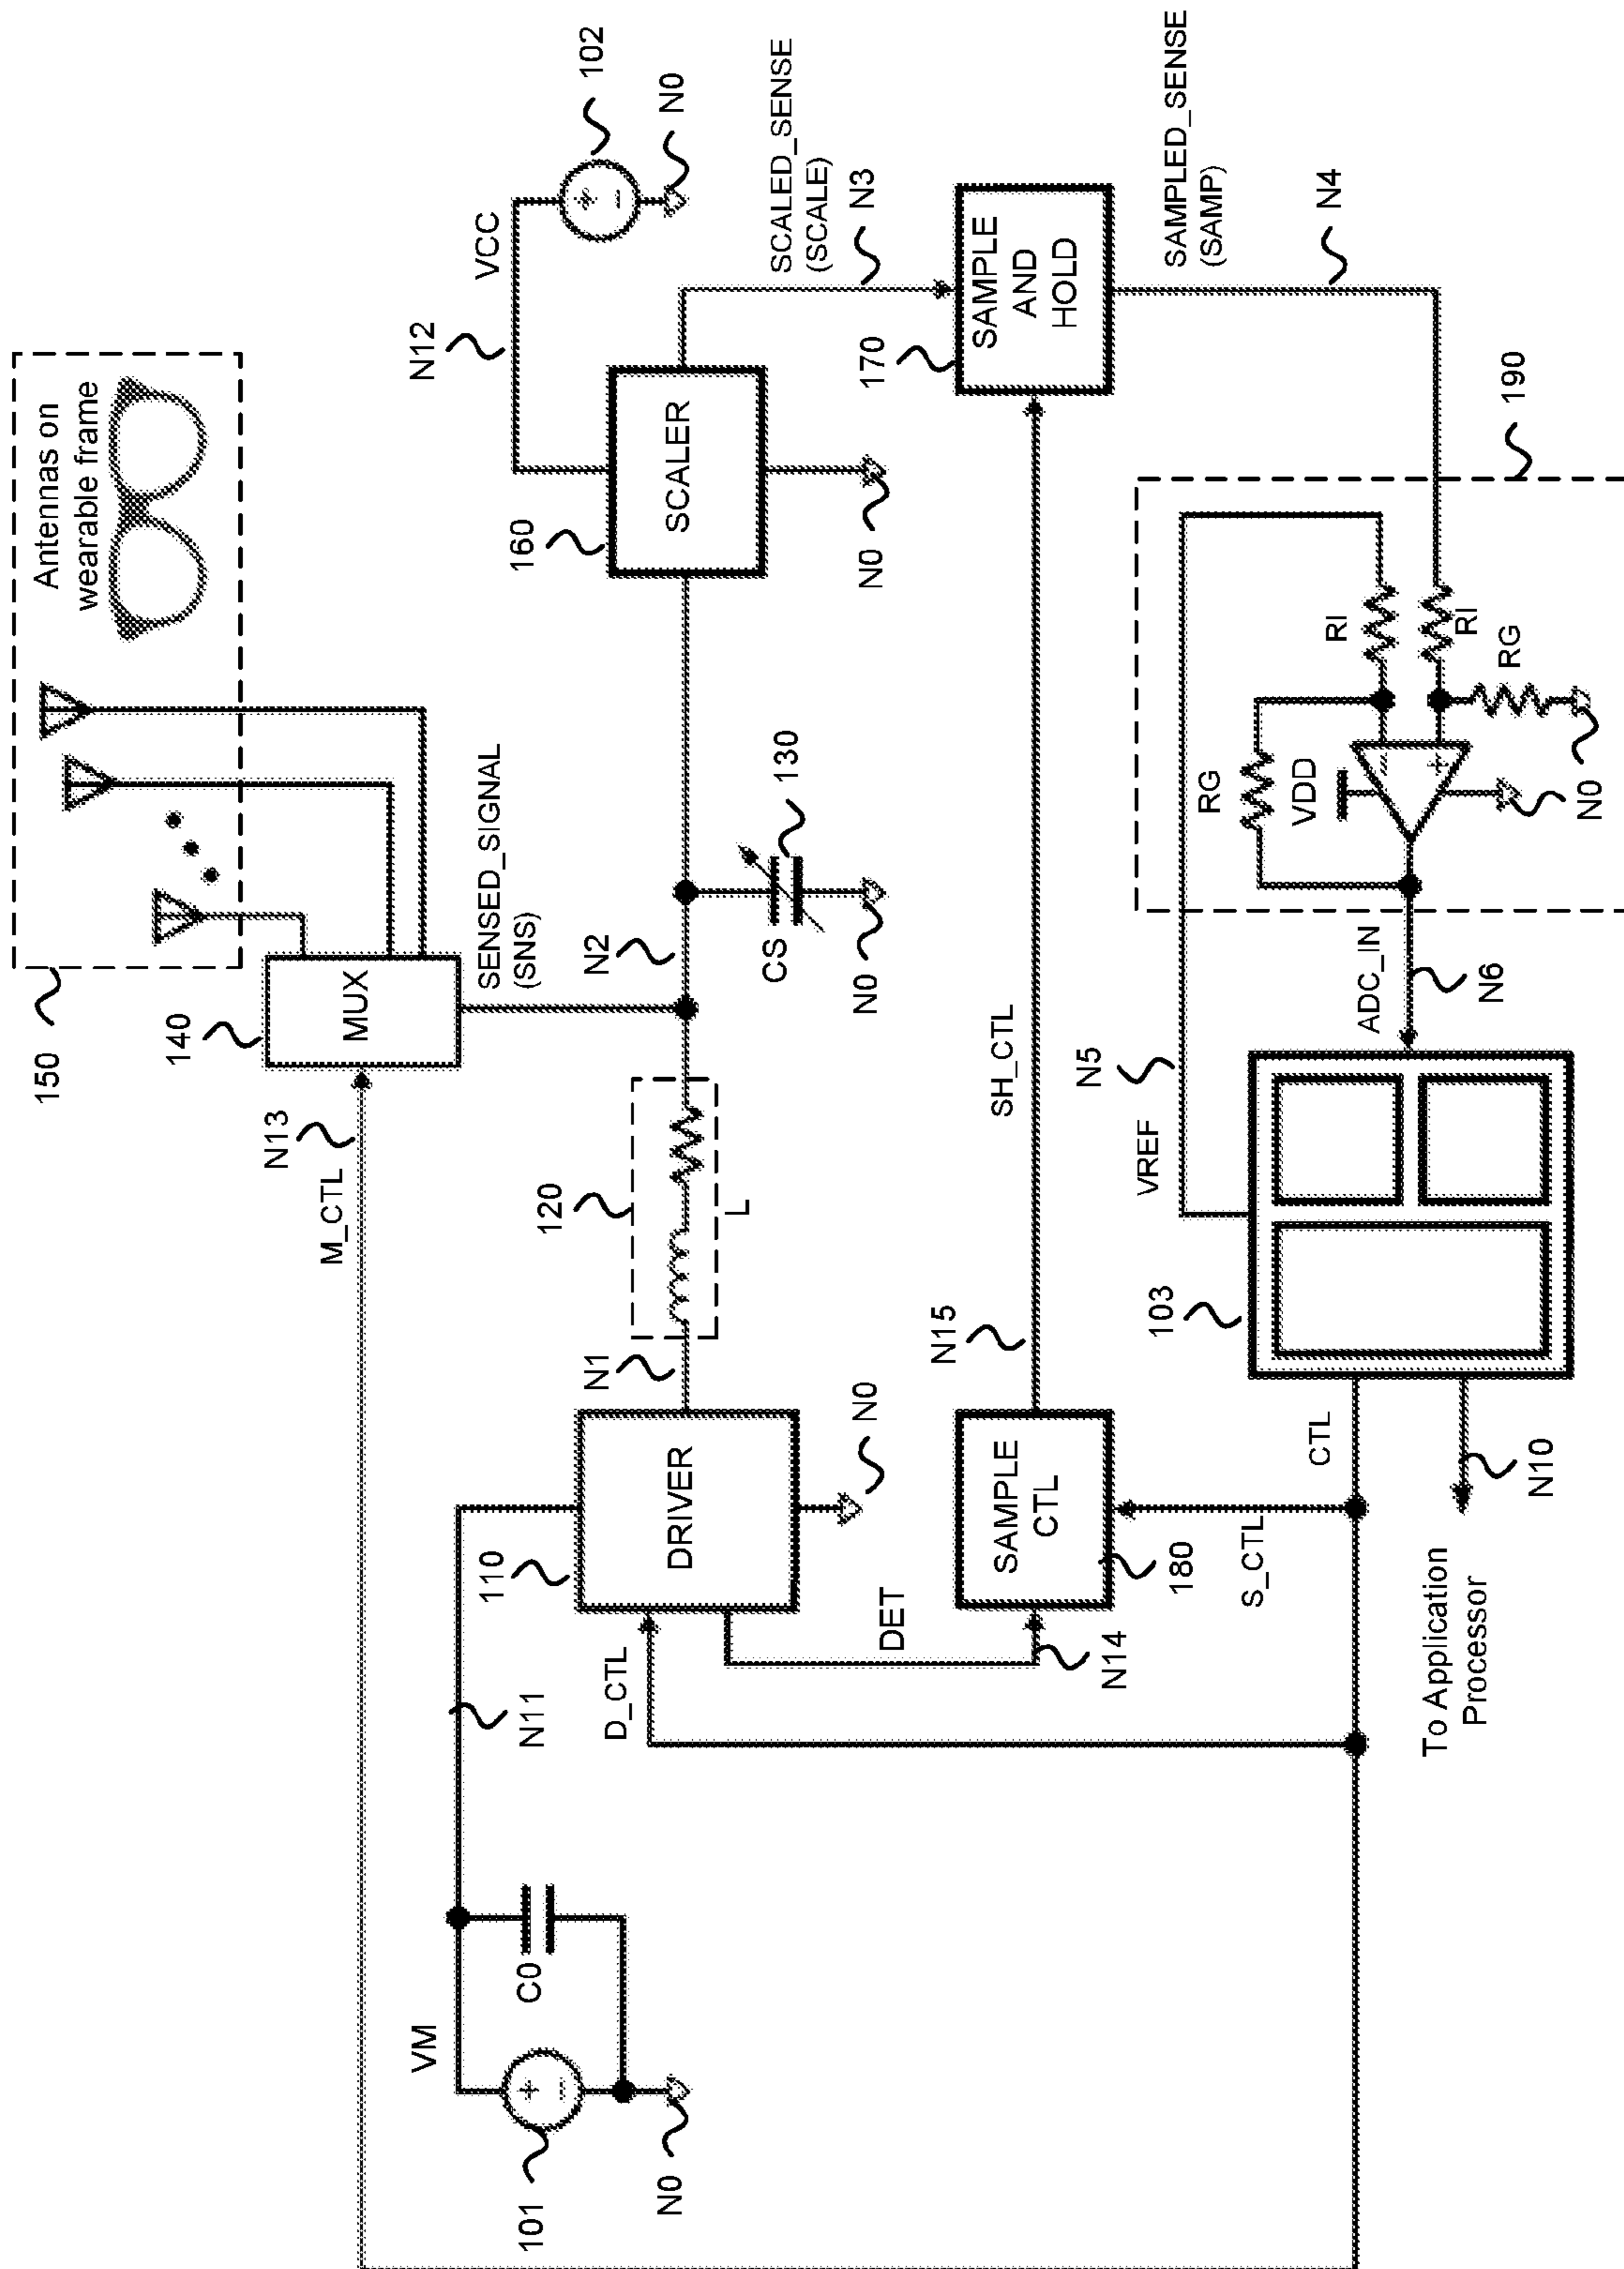 Antennas on
wearable frame
150
140
MUX
N13
M_CTL
SENSED_SIGNAL
(SNS)
VM
101
C0
N0
N11
110
DRIVER
D_CTL
DET
N0
N1
120
L
N2
CS
130
N0
160
SCALER
N0
N12
VCC
102
N0
SCALED_SENSE
(SCALE)
N3
170
SAMPLE
AND
HOLD
SAMPLED_SENSE
(SAMP)
N4
SH_CTL
N15
SAMPLE
CTL
180
N14
S_CTL
CTL
To Application
Processor
N10
103
VREF
N5
ADC_IN
N6
190
RG
VDD
RI
RI
RG
N0
N0
+
−
+
−
−
+